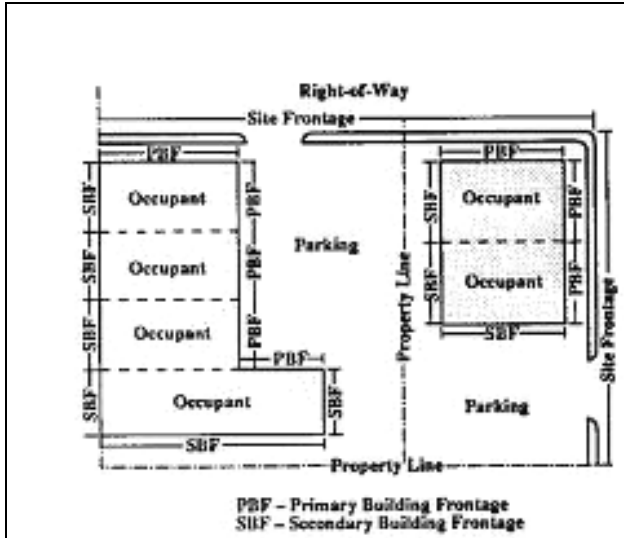 Right-of-Way
Site Frontage
PBF
PBF
SBF
Occupant
PBF
SBF
Occupant
PBF
Parking
SBF
Occupant
PBF
SBF
Occupant
PBF
SBF
Occupant
PBF
Property Line
Site Frontage
SBF
PBF
SBF
Occupant
SBF
Parking
SBF
Property Line
PBF – Primary Building Frontage
SBF – Secondary Building Frontage